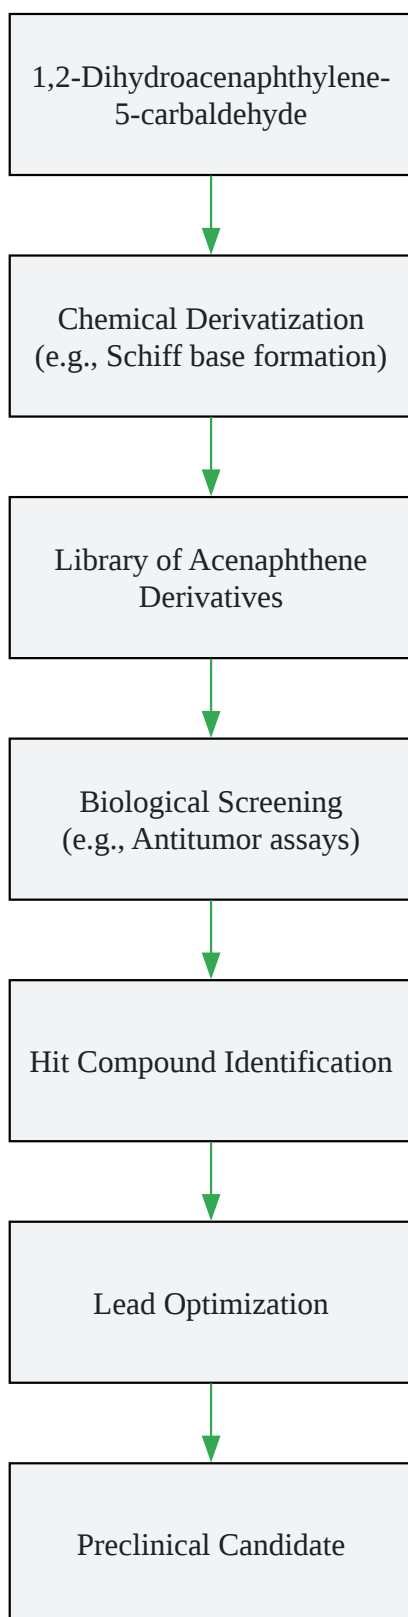 1,2-Dihydroacenaphthylene-
5-carbaldehyde
Chemical Derivatization
(e.g., Schiff base formation)
Library of Acenaphthene
Derivatives
Biological Screening
(e.g., Antitumor assays)
Hit Compound Identification
Lead Optimization
Preclinical Candidate